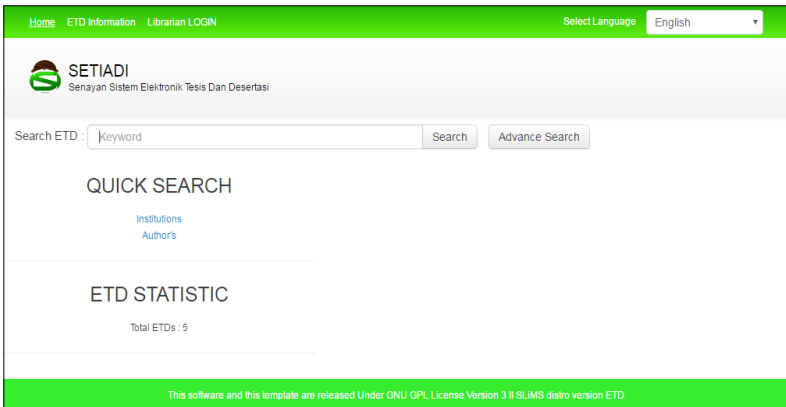 Home ETD Information Librarian LOGIN Select Language English
SETIADI
Senayan Sistem Elektronik Tesis Dan Desertasi
Search ETD : Keyword Search Advance Search
QUICK SEARCH
Institutions
Author's
ETD STATISTIC
Total ETDs : 5
This software and this template are released Under GNU GPL License Version 3 II SLiMS distro version ETD